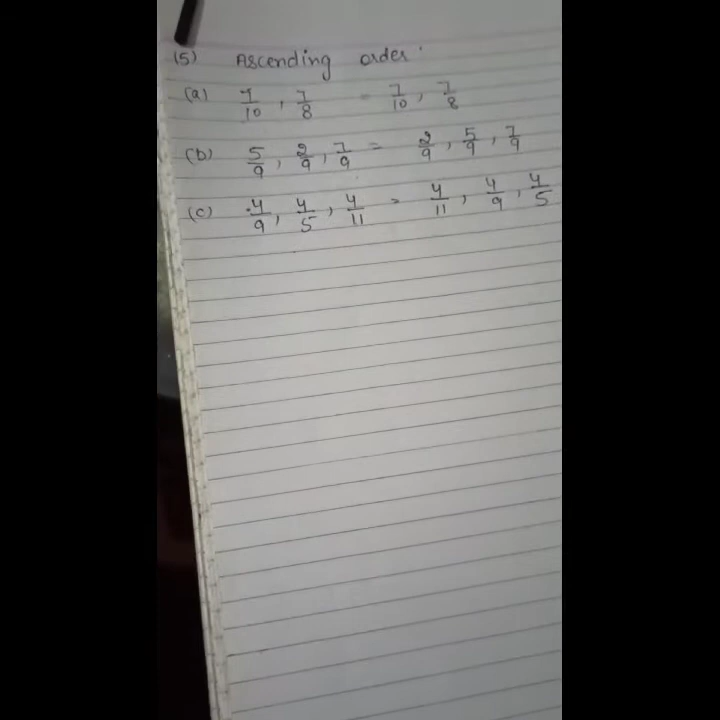 (5) Ascending order
(a) 7/10, 7/8 = 7/10, 7/8
(b) 5/9, 2/9, 7/9 = 2/9, 5/9, 7/9
(c) 4/9, 4/5, 4/11 = 4/11, 4/9, 4/5